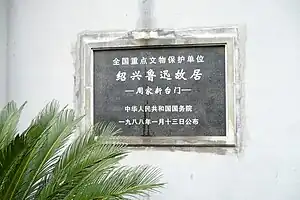 全国重点文物保护单位
绍兴鲁迅故居
—周家新台门—
中华人民共和国国务院
一九八八年一月十三日公布